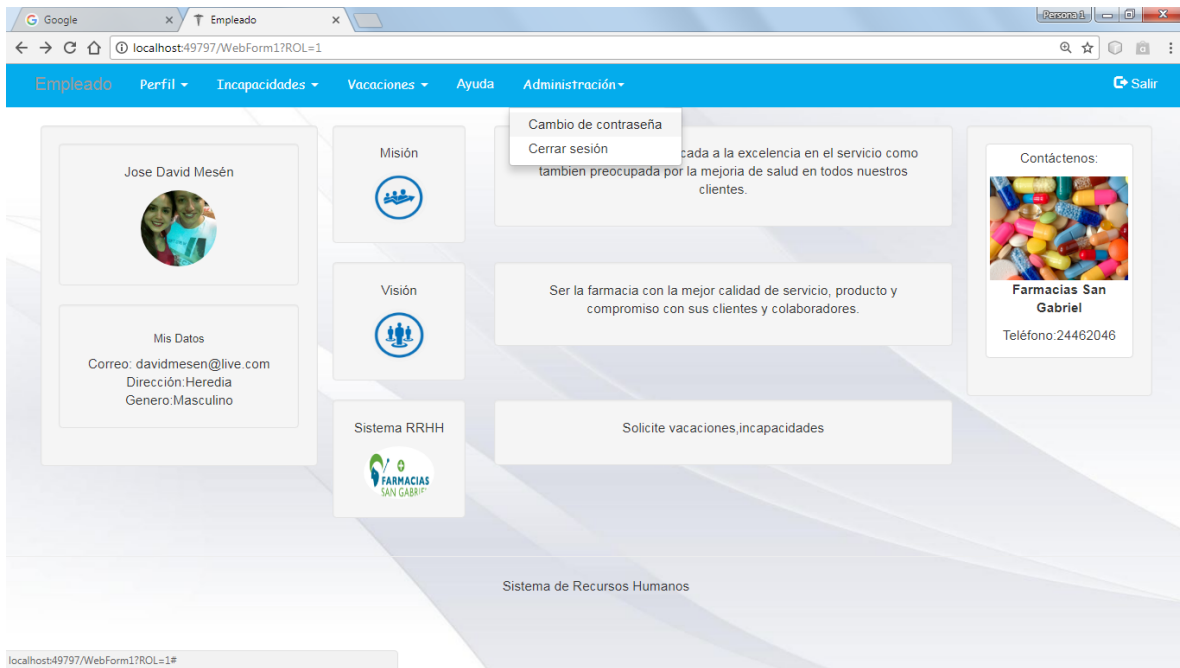 Google
Empleado
Persona 1
localhost:49797/WebForm1?ROL=1
Empleado
Perfil
Incapacidades
Vacaciones
Ayuda
Administración
Salir
Cambio de contraseña
Cerrar sesión
Jose David Mesén
Mis Datos
Correo: davidmesen@live.com
Dirección:Heredia
Genero:Masculino
Misión
cada a la excelencia en el servicio como
tambien preocupada por la mejoria de salud en todos nuestros
clientes.
Visión
Ser la farmacia con la mejor calidad de servicio, producto y
compromiso con sus clientes y colaboradores.
Sistema RRHH
FARMACIAS
SAN GABRIEL
Solicite vacaciones,incapacidades
Contáctenos:
Farmacias San
Gabriel
Teléfono:24462046
Sistema de Recursos Humanos
localhost:49797/WebForm1?ROL=1#